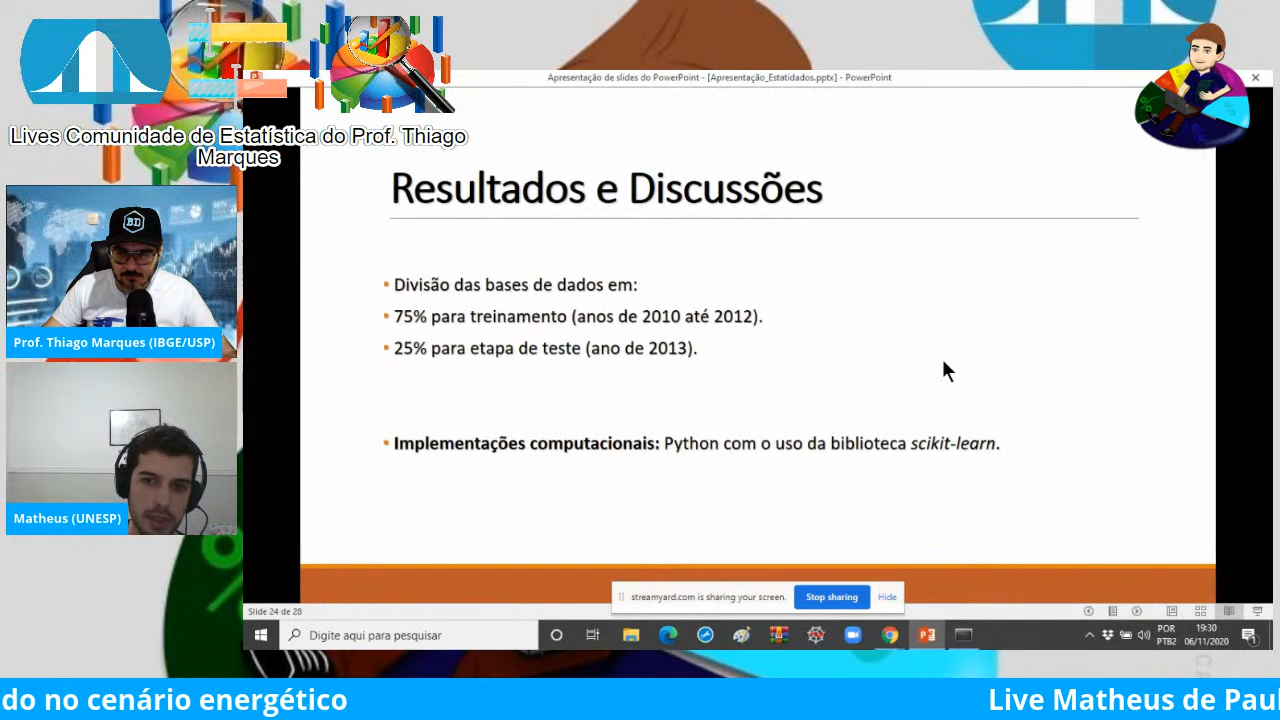 Apresentação de slides do PowerPoint - [Apresentação_Estatidados.pptx] - PowerPoint
Lives Comunidade de Estatística do Prof. Thiago
Marques
Resultados e Discussões
• Divisão das bases de dados em:
• 75% para treinamento (anos de 2010 até 2012).
• 25% para etapa de teste (ano de 2013).
• Implementações computacionais: Python com o uso da biblioteca scikit-learn.
BD
Prof. Thiago Marques (IBGE/USP)
Matheus (UNESP)
streamyard.com is sharing your screen. Stop sharing Hide
Slide 24 de 28
Digite aqui para pesquisar
POR
PTB2
19:30
06/11/2020
do no cenário energético
Live Matheus de Paul